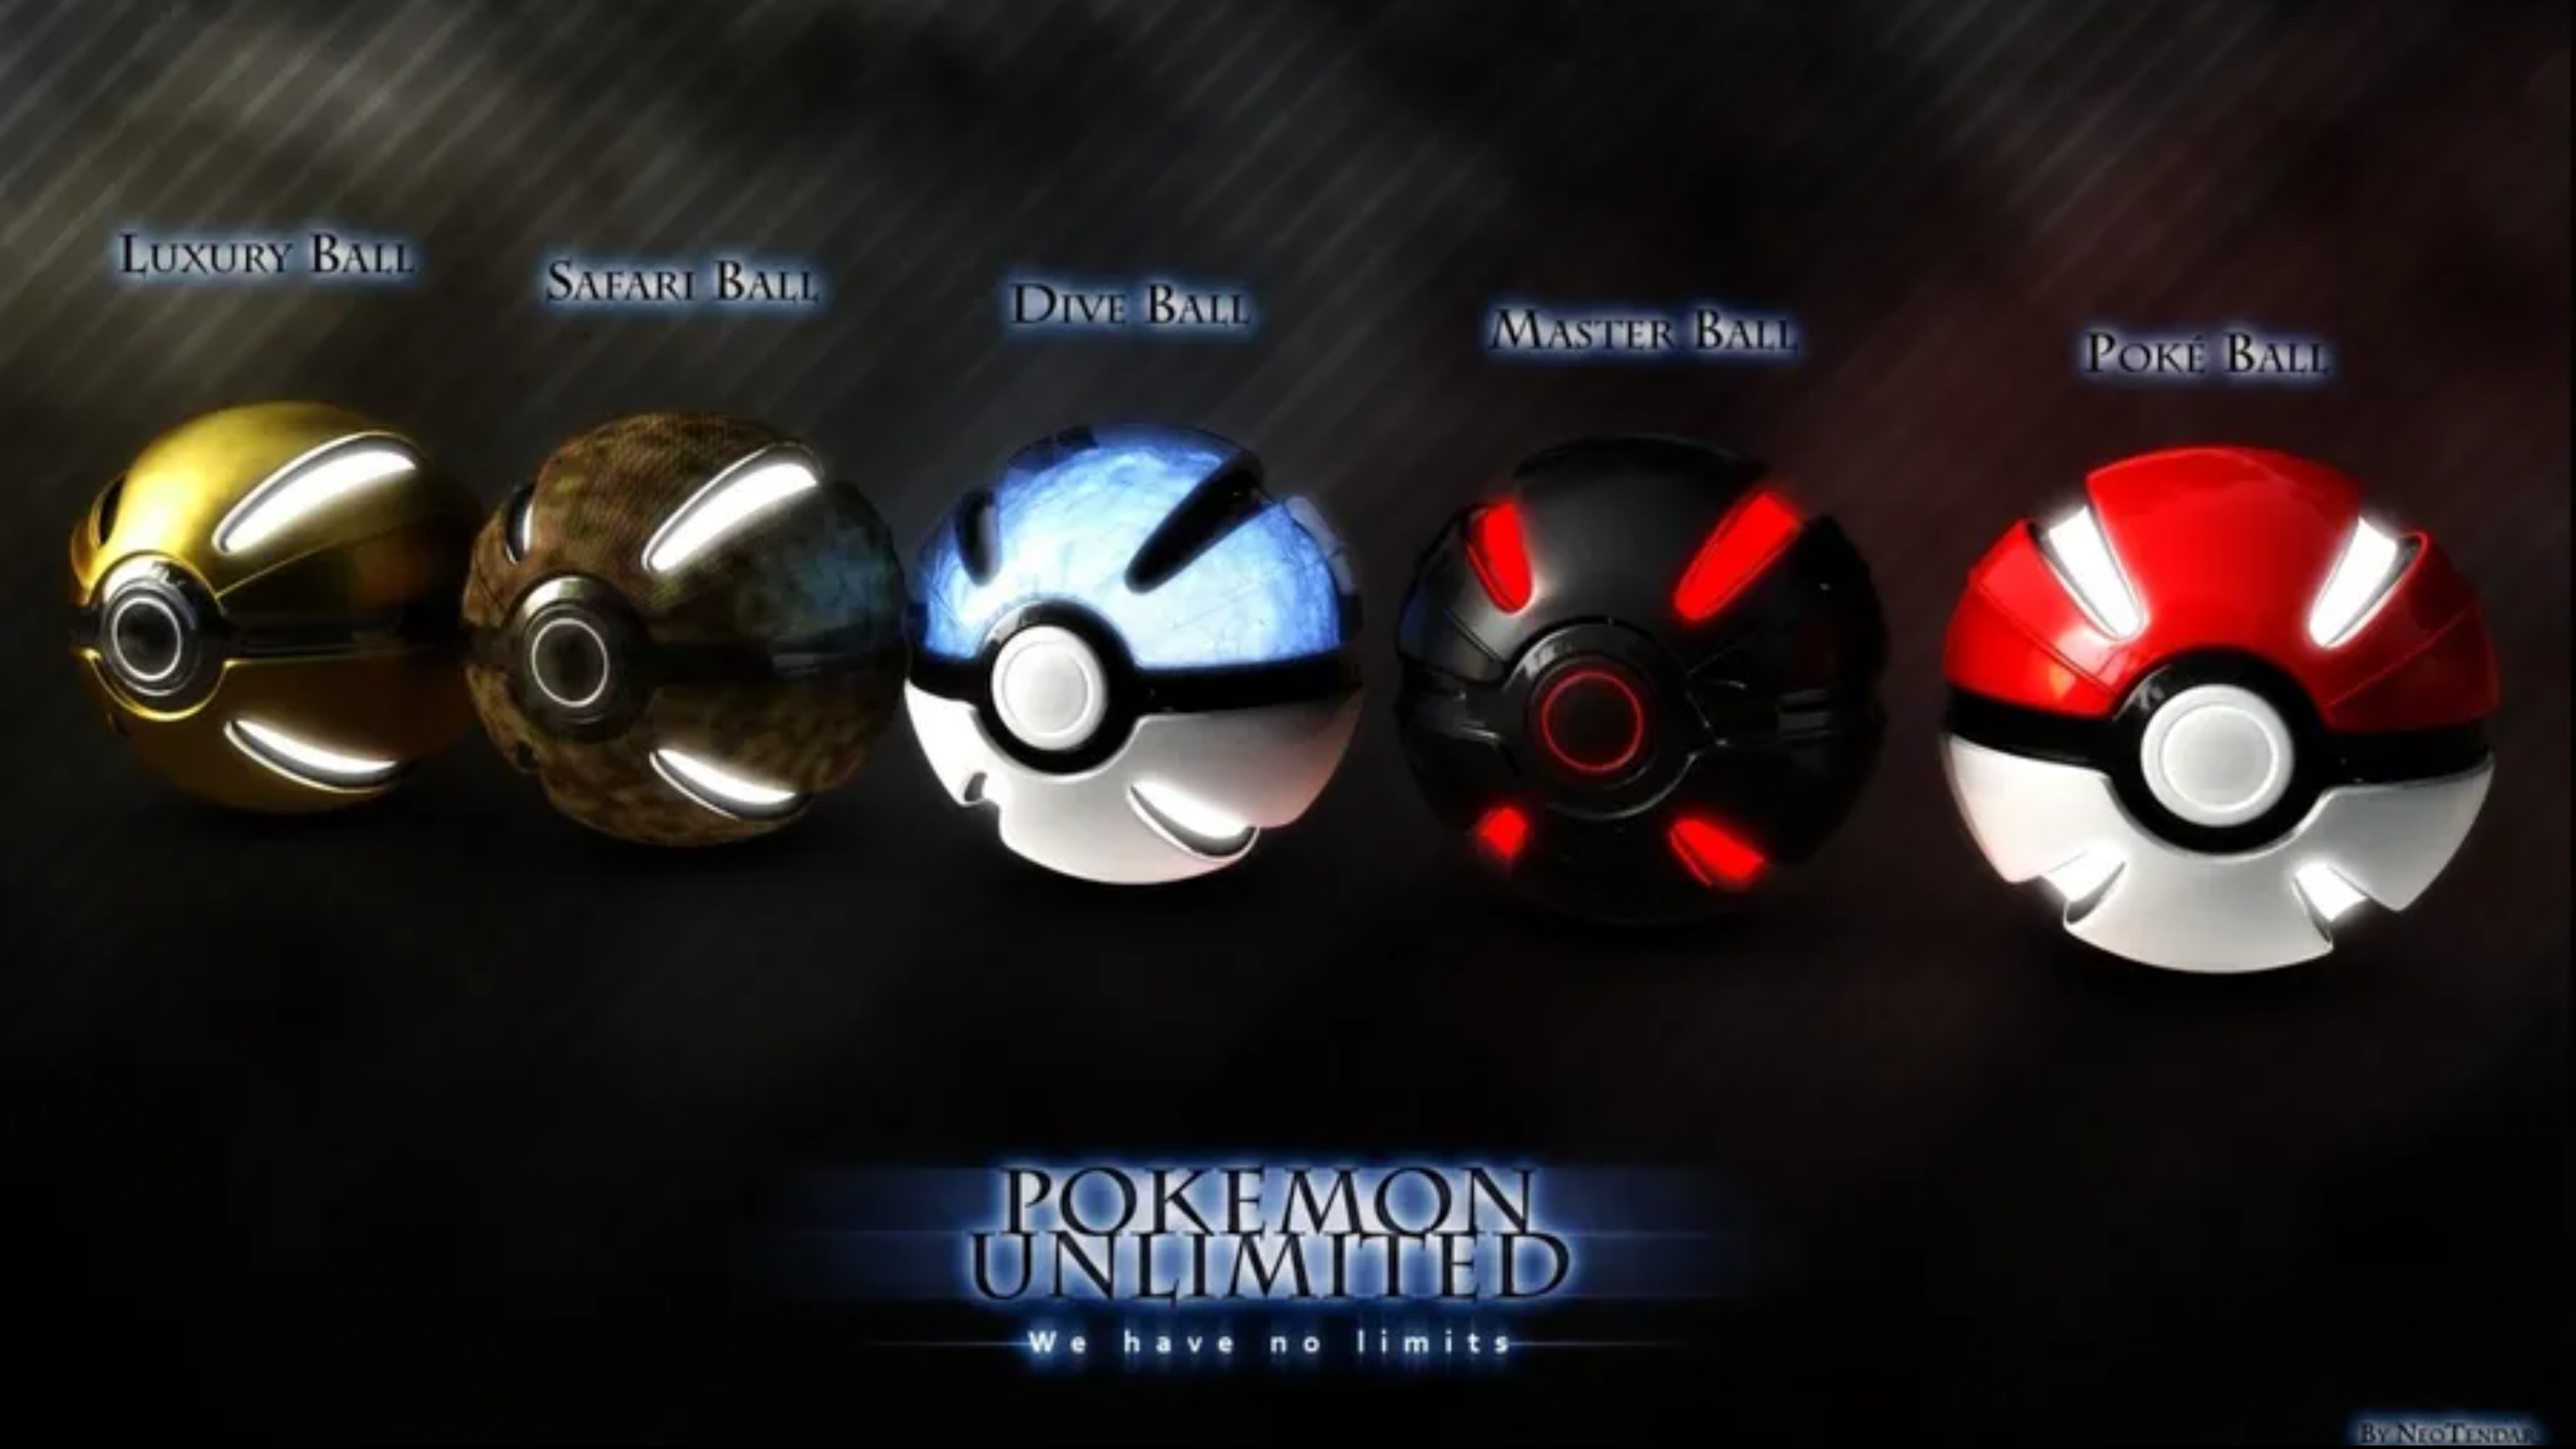 Luxury Ball
Safari Ball
Dive Ball
Master Ball
Poké Ball
POKEMON
UNLIMITED
We have no limits
By NeoTendar